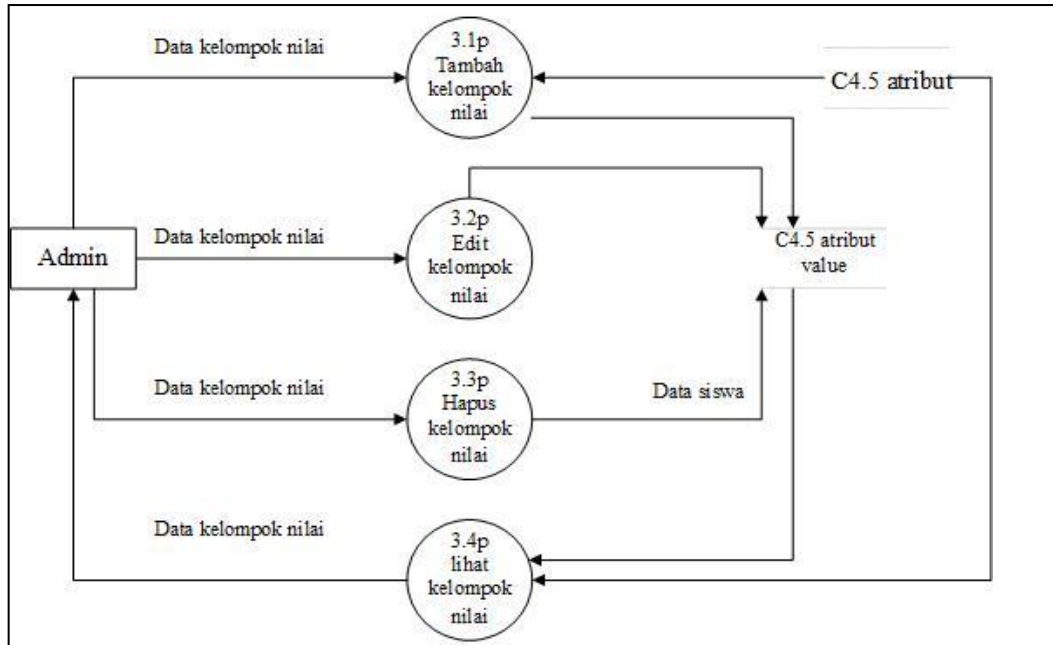 Data kelompok nilai
3.1p
Tambah
kelompok
nilai
C4.5 atribut
Data kelompok nilai
3.2p
Edit
kelompok
nilai
C4.5 atribut
value
Admin
Data kelompok nilai
3.3p
Hapus
kelompok
nilai
Data siswa
Data kelompok nilai
3.4p
lihat
kelompok
nilai